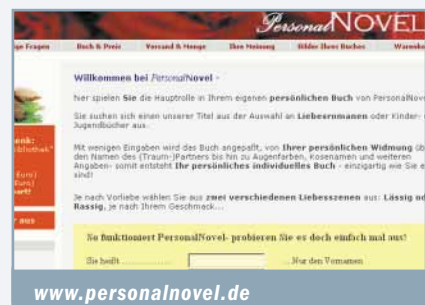 PersonalNOVEL
ge Fragen Buch & Preis Versand & Menge Ihre Meinung Bilder Ihres Buches Warenko
Willkommen bei PersonalNovel -
hier spielen Sie die Hauptrolle in Ihrem eigenen persönlichen Buch von PersonalNove
Sie suchen sich einen unserer Titel aus der Auswahl an Liebesromanen oder Kinder-
Jugendbücher aus.
enk:
bliothek"
Mit wenigen Eingaben wird das Buch angepaßt, von Ihrer persönlichen Widmung üb
den Namen des (Traum-)Partners bis hin zu Augenfarben, Kosenamen und weiteren
Euro)
Angaben- somit entsteht Ihr persönliches individuelles Buch - einzigartig wie Sie e
sind!
Je nach Vorliebe wählen Sie aus zwei verschiedenen Liebesszenen aus: Lässig od
Rassig, je nach Ihrem Geschmack...
r aus
So funktioniert PersonalNovel- probieren Sie es doch einfach mal aus!
Sie heißt .............. ... Nur den Vornamen
www.personalnovel.de